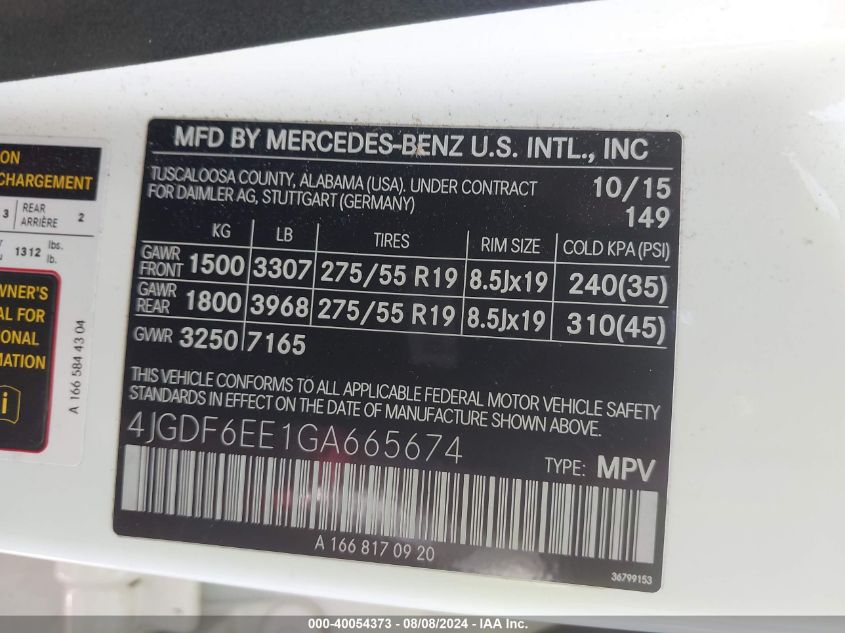 ON
CHARGEMENT
3 REAR ARRIÈRE 2
1312 lbs. lb.
WNER'S
AL FOR
ONAL
MATION
i
A 166 584 43 04
MFD BY MERCEDES-BENZ U.S. INTL., INC
TUSCALOOSA COUNTY, ALABAMA (USA). UNDER CONTRACT
FOR DAIMLER AG, STUTTGART (GERMANY)
10/15
149
KG LB TIRES RIM SIZE COLD KPA (PSI)
GAWR FRONT 1500 3307 275/55 R19 8.5Jx19 240(35)
GAWR REAR 1800 3968 275/55 R19 8.5Jx19 310(45)
GVWR 3250 7165
THIS VEHICLE CONFORMS TO ALL APPLICABLE FEDERAL MOTOR VEHICLE SAFETY
STANDARDS IN EFFECT ON THE DATE OF MANUFACTURE SHOWN ABOVE.
4JGDF6EE1GA665674
TYPE: MPV
A 166 817 09 20
36799153
000-40054373 - 08/08/2024 - IAA Inc.